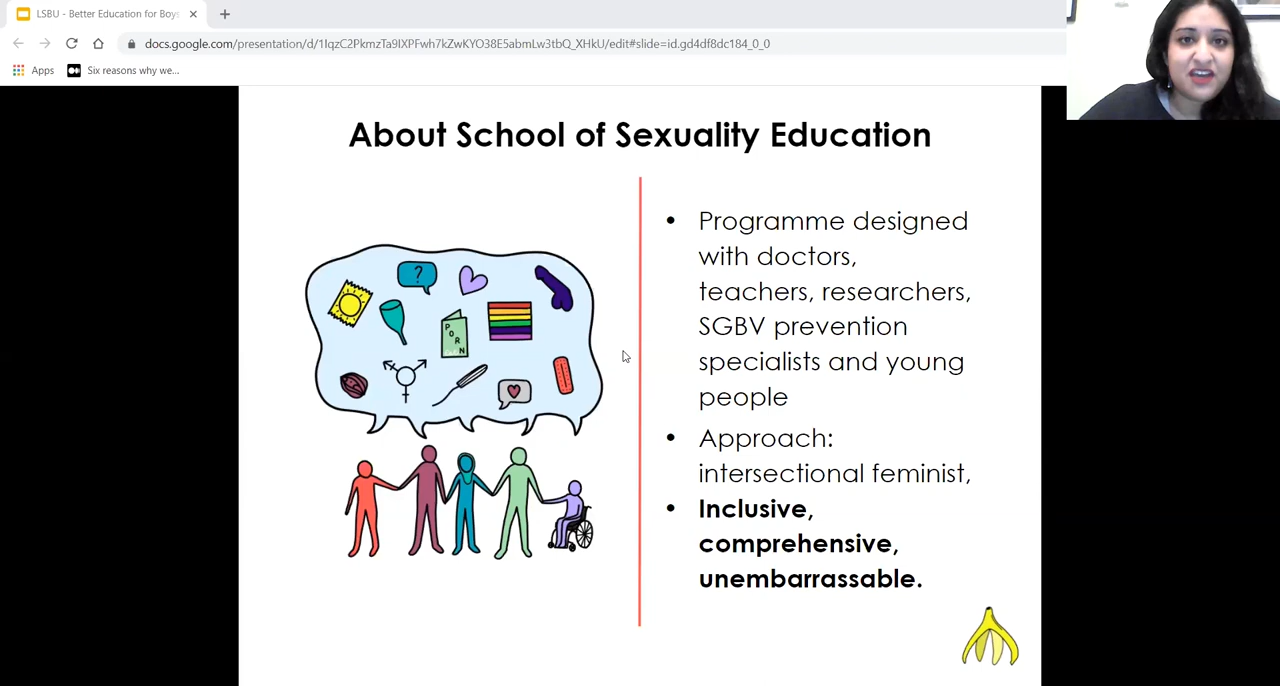 LSBU - Better Education for Boys
docs.google.com/presentation/d/1IqzC2PkmzTa9IXPFwh7kZwKYO38E5abmLw3tbQ_XHkU/edit#slide=id.gd4df8dc184_0_0
Apps
Six reasons why we...
About School of Sexuality Education
?
P
O
R
N
• Programme designed
with doctors,
teachers, researchers,
SGBV prevention
specialists and young
people
• Approach:
intersectional feminist,
• Inclusive,
comprehensive,
unembarrassable.